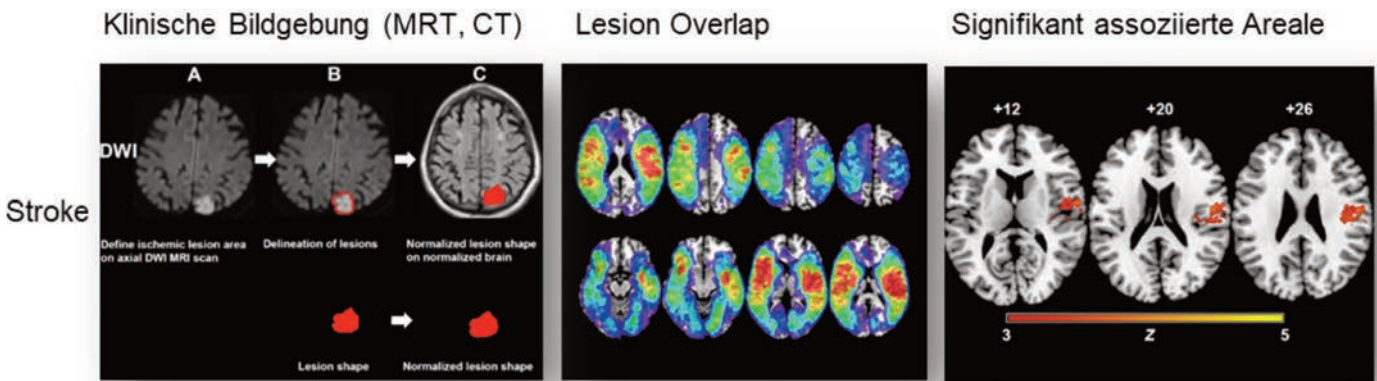 Klinische Bildgebung (MRT, CT)
Lesion Overlap
Signifikant assoziierte Areale
Stroke
A
B
C
DWI
Define ischemic lesion area
on axial DWI MRI scan
Delineation of lesions
Normalized lesion shape
on normalized brain
Lesion shape
Normalized lesion shape
+12
+20
+26
3
Z
5